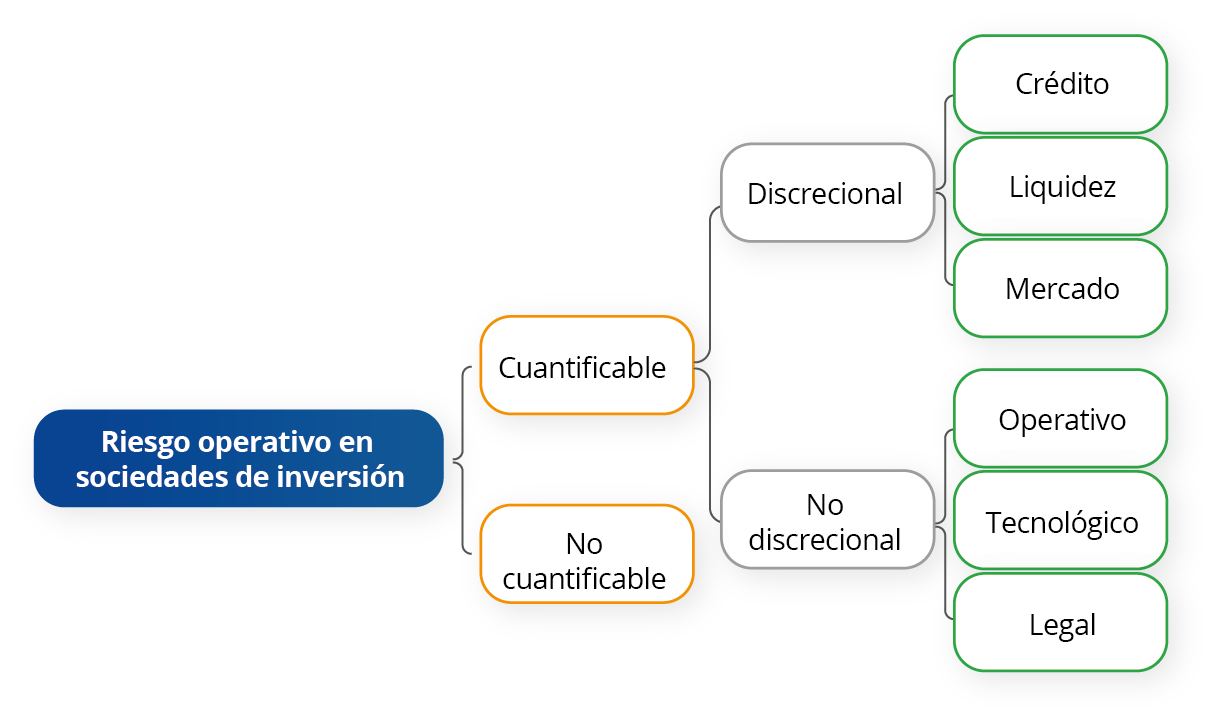 Riesgo operativo en
sociedades de inversión
Cuantificable
No
cuantificable
Discrecional
No
discrecional
Crédito
Liquidez
Mercado
Operativo
Tecnológico
Legal